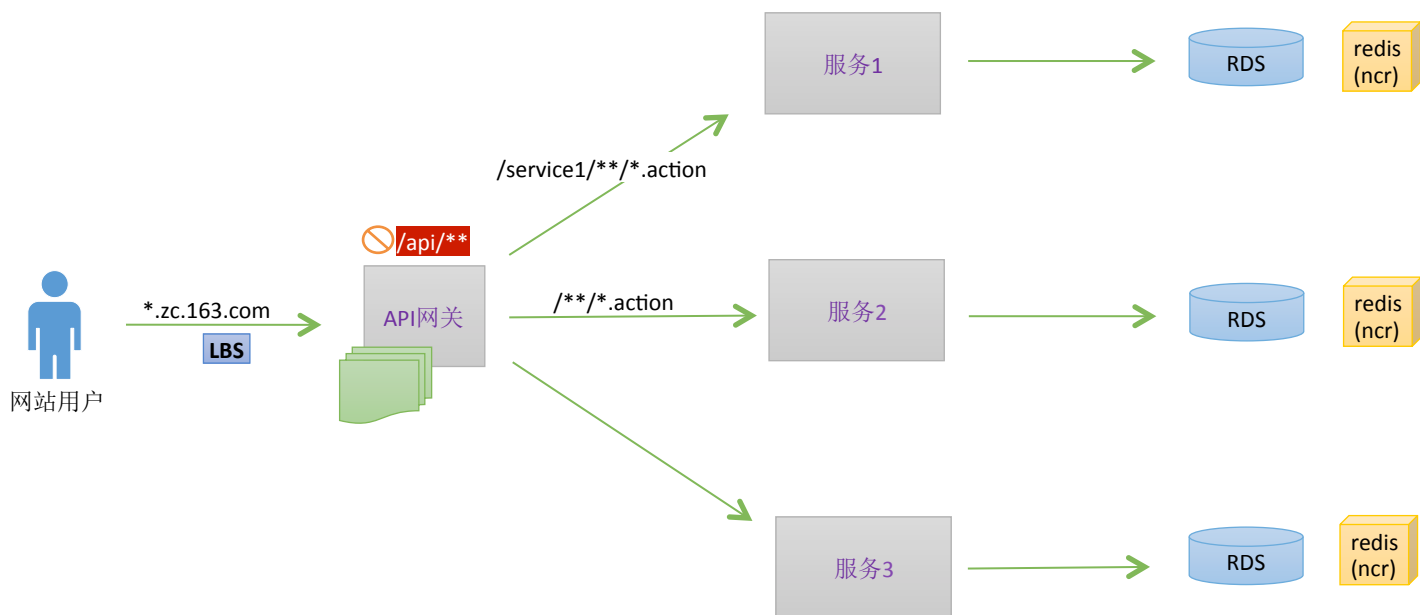 服务1
RDS
redis
(ncr)
/service1/**/*.action
/api/**
*.zc.163.com
LBS
网站用户
API网关
/**/*.action
服务2
RDS
redis
(ncr)
服务3
RDS
redis
(ncr)